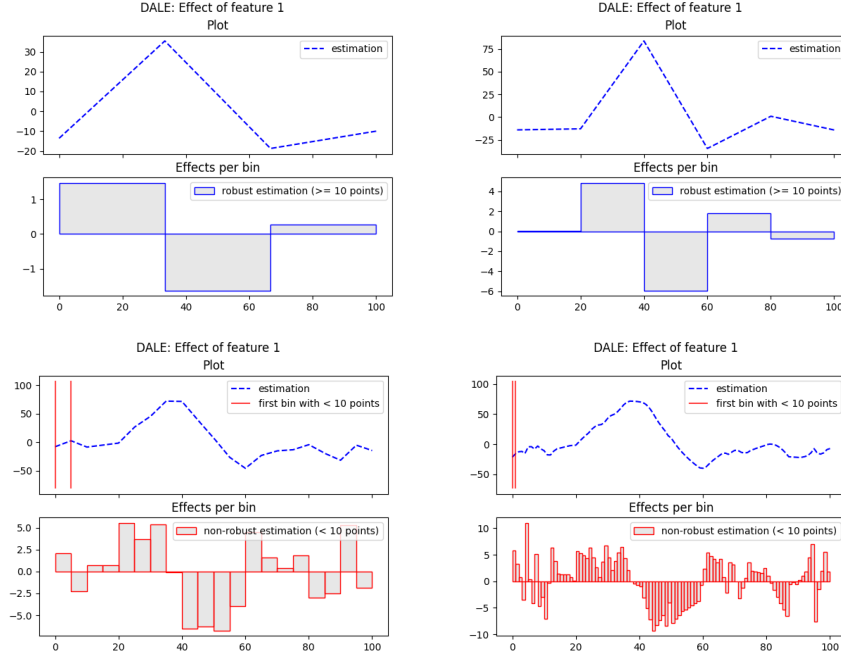 DALE: Effect of feature 1
Plot
estimation
30
20
10
0
−10
−20
Effects per bin
robust estimation (>= 10 points)
1
0
−1
0 20 40 60 80 100
DALE: Effect of feature 1
Plot
estimation
75
50
25
0
−25
Effects per bin
robust estimation (>= 10 points)
4
2
0
−2
−4
−6
0 20 40 60 80 100
DALE: Effect of feature 1
Plot
estimation
first bin with < 10 points
100
50
0
−50
Effects per bin
non-robust estimation (< 10 points)
5.0
2.5
0.0
−2.5
−5.0
0 20 40 60 80 100
DALE: Effect of feature 1
Plot
estimation
first bin with < 10 points
100
50
0
−50
Effects per bin
non-robust estimation (< 10 points)
10
5
0
−5
−10
0 20 40 60 80 100